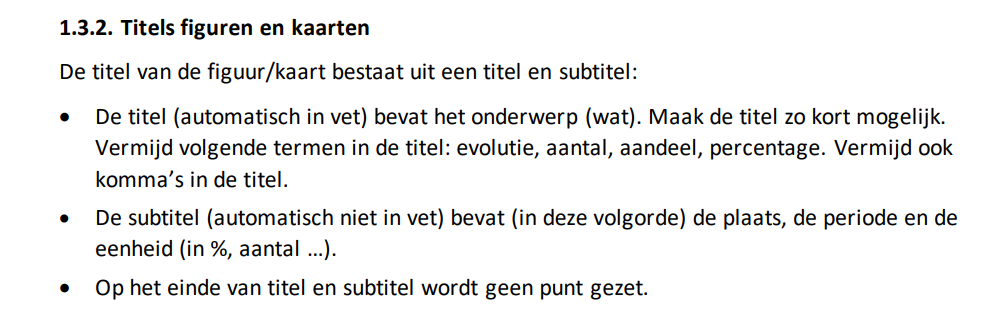 1.3.2. Titels figuren en kaarten
De titel van de figuur/kaart bestaat uit een titel en subtitel:
• De titel (automatisch in vet) bevat het onderwerp (wat). Maak de titel zo kort mogelijk.
Vermijd volgende termen in de titel: evolutie, aantal, aandeel, percentage. Vermijd ook
komma’s in de titel.
• De subtitel (automatisch niet in vet) bevat (in deze volgorde) de plaats, de periode en de
eenheid (in %, aantal …).
• Op het einde van titel en subtitel wordt geen punt gezet.